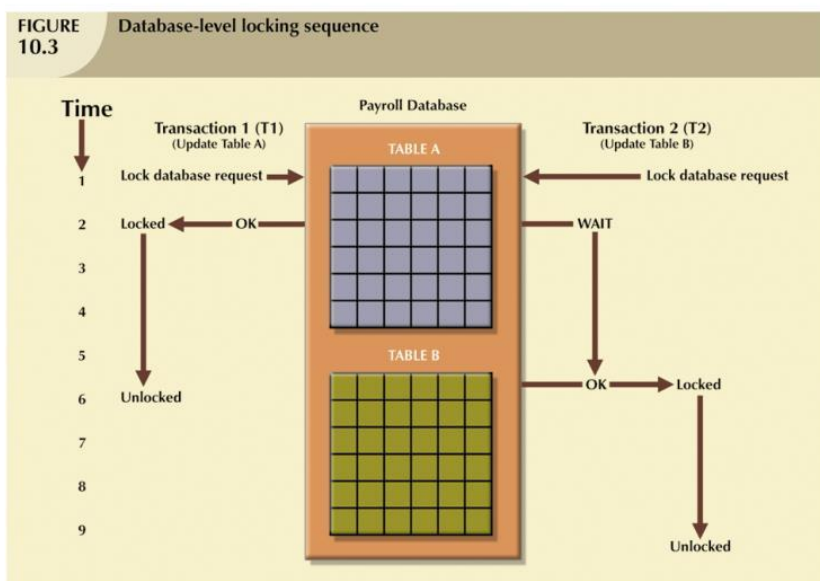 FIGURE
10.3
Database-level locking sequence
Time
Payroll Database
Transaction 1 (T1)
(Update Table A)
Transaction 2 (T2)
(Update Table B)
TABLE A
1
Lock database request
Lock database request
2
Locked
OK
WAIT
3
4
5
TABLE B
OK
Locked
6
Unlocked
7
8
9
Unlocked